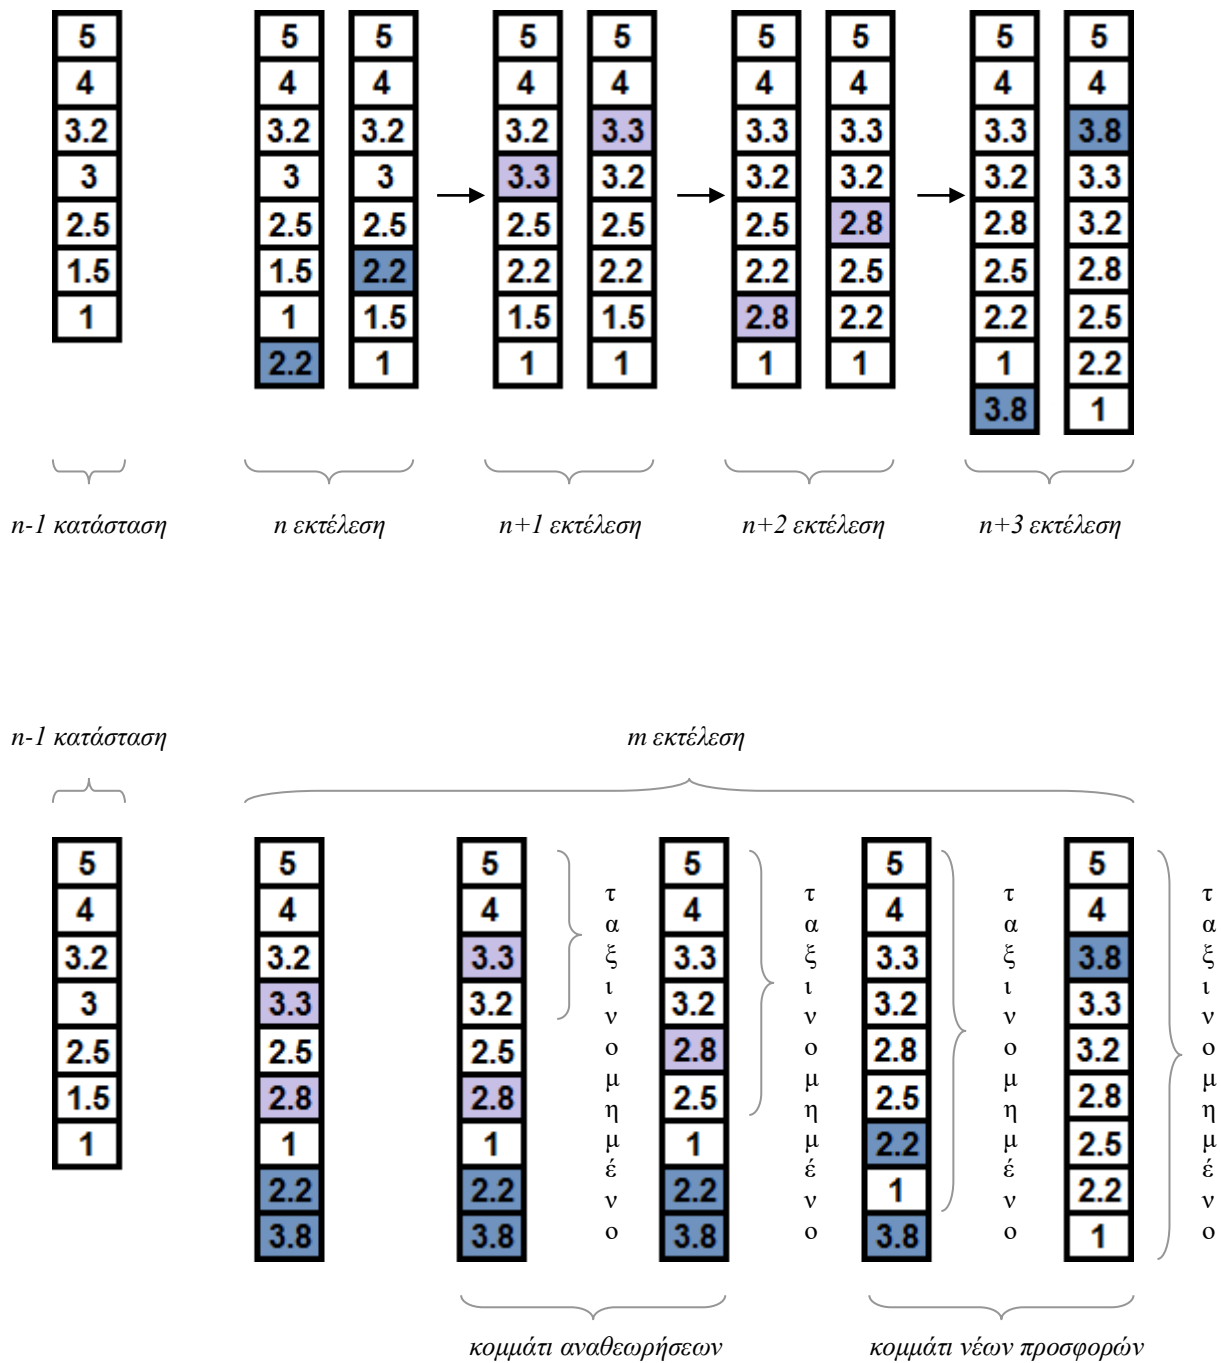 5 5 5 5 5 5 5 5 5
4 4 4 4 4 4 4 4 4
3.2 3.2 3.2 3.2 3.3 3.3 3.3 3.3 3.8
3 3 3 3.3 3.2 3.2 3.2 3.2 3.3
2.5 2.5 2.5 2.5 2.5 2.5 2.8 2.8 3.2
1.5 1.5 2.2 2.2 2.2 2.2 2.5 2.5 2.8
1 1 1.5 1.5 1.5 2.8 2.2 2.2 2.5
2.2 1 1 1 1 1 1 2.2
3.8 1
n-1 κατάσταση n εκτέλεση n+1 εκτέλεση n+2 εκτέλεση n+3 εκτέλεση
n-1 κατάσταση m εκτέλεση
5 5 5 5 5 5
4 4 4 4 4 4
3.2 3.2 3.3 3.3 3.3 3.8
3 3.3 3.2 3.2 3.2 3.3
2.5 2.5 2.5 2.8 2.8 3.2
1.5 2.8 2.8 2.5 2.5 2.8
1 1 1 1 2.2 2.5
2.2 2.2 2.2 1 2.2
3.8 3.8 3.8 3.8 1
ταξινομημένο
ταξινομημένο
ταξινομημένο
ταξινομημένο
κομμάτι αναθεωρήσεων κομμάτι νέων προσφορών